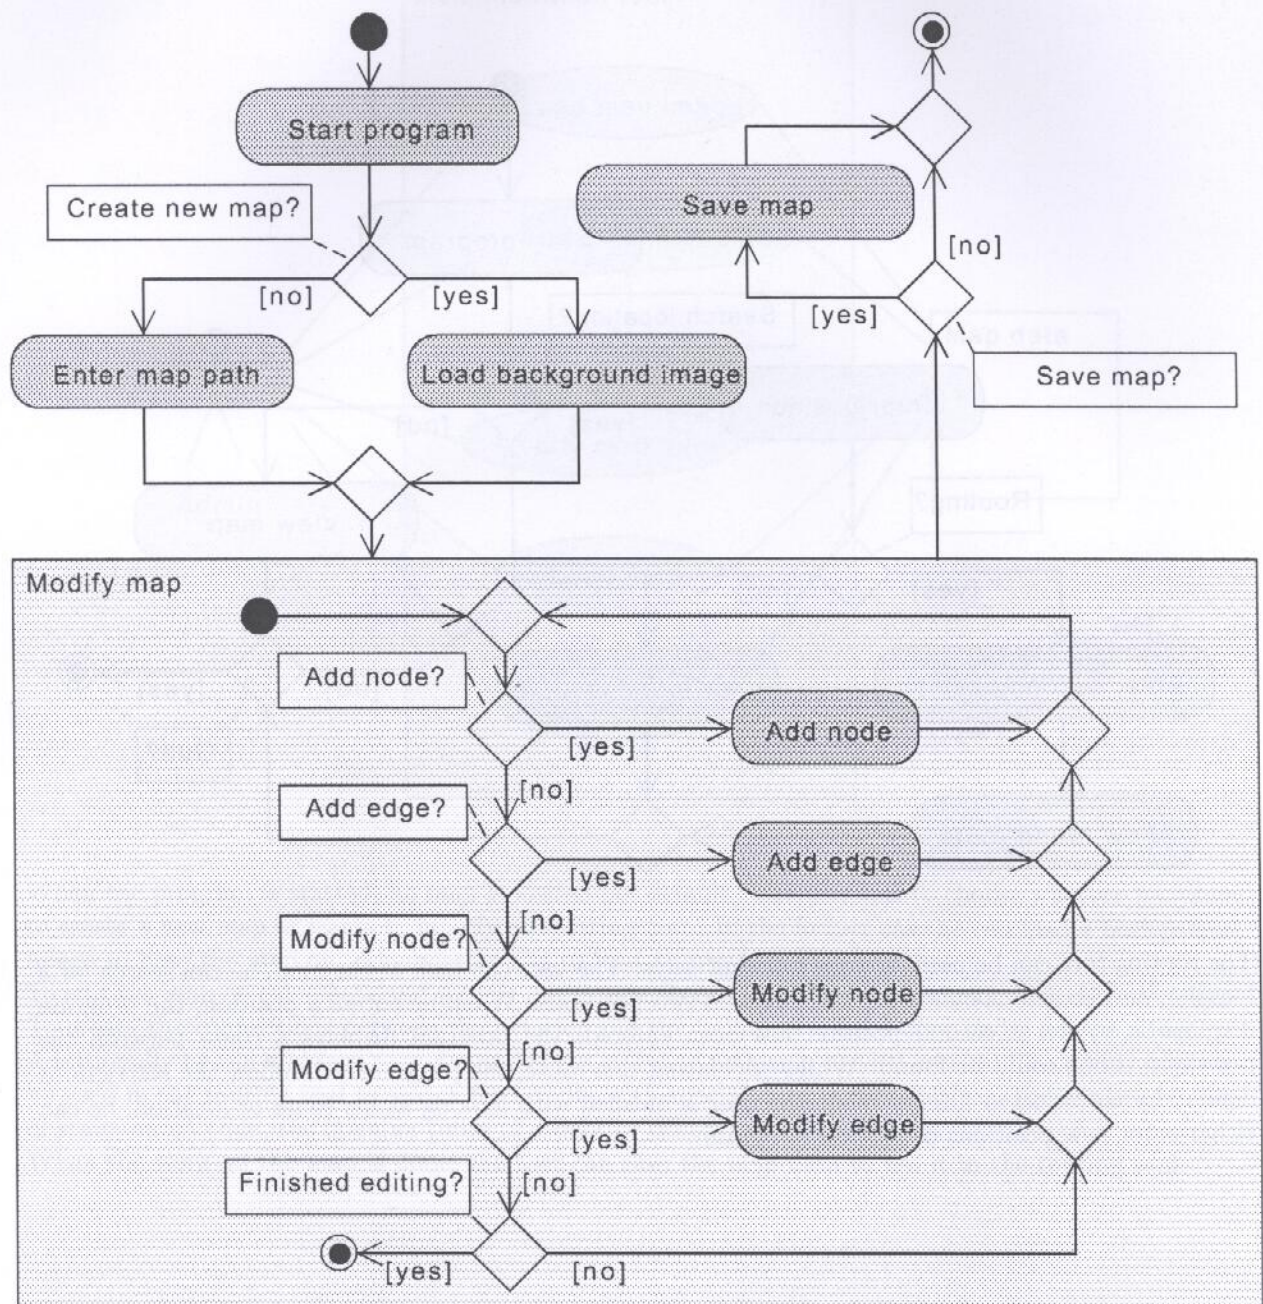 Start program
Create new map?
[no]
[yes]
Enter map path
Load background image
Save map
[no]
[yes]
Save map?
Modify map
Add node?
[yes]
Add node
[no]
Add edge?
[yes]
Add edge
[no]
Modify node?
[yes]
Modify node
[no]
Modify edge?
[yes]
Modify edge
[no]
Finished editing?
[yes]
[no]